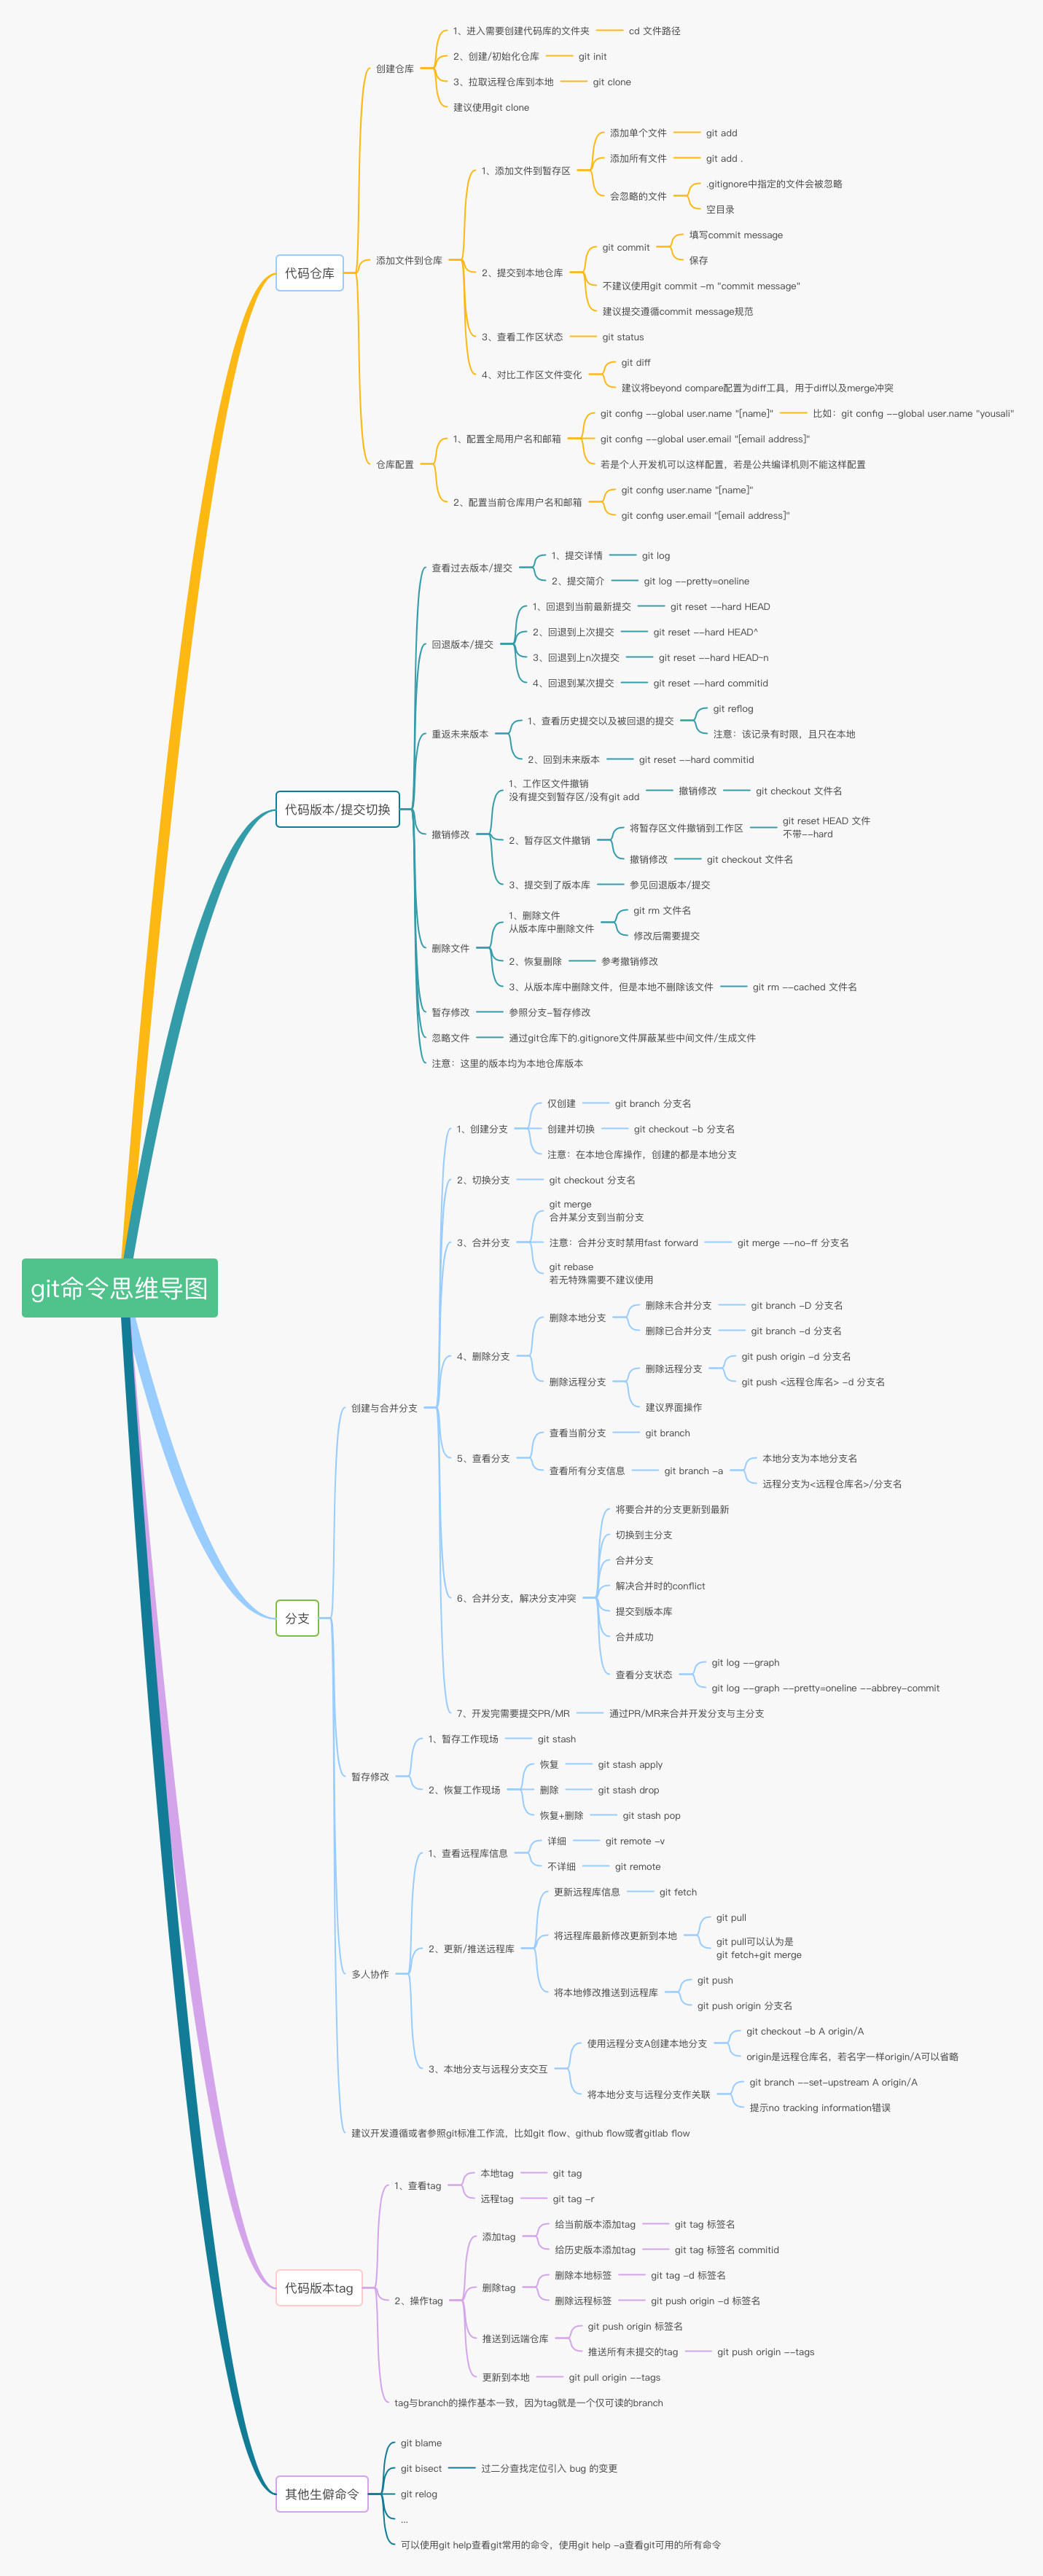 git命令思维导图
代码仓库
创建仓库
1、进入需要创建代码库的文件夹
cd 文件路径
2、创建/初始化仓库
git init
3、拉取远程仓库到本地
git clone
建议使用git clone
添加文件到仓库
1、添加文件到暂存区
添加单个文件
git add
添加所有文件
git add .
会忽略的文件
.gitignore中指定的文件会被忽略
空目录
2、提交到本地仓库
git commit
填写commit message
保存
不建议使用git commit -m "commit message"
建议提交遵循commit message规范
3、查看工作区状态
git status
4、对比工作区文件变化
git diff
建议将beyond compare配置为diff工具，用于diff以及merge冲突
仓库配置
1、配置全局用户名和邮箱
git config --global user.name "[name]"
比如：git config --global user.name "yousali"
git config --global user.email "[email address]"
若是个人开发机可以这样配置，若是公共编译机则不能这样配置
2、配置当前仓库用户名和邮箱
git config user.name "[name]"
git config user.email "[email address]"
代码版本/提交切换
查看过去版本/提交
1、提交详情
git log
2、提交简介
git log --pretty=oneline
回退版本/提交
1、回退到当前最新提交
git reset --hard HEAD
2、回退到上次提交
git reset --hard HEAD^
3、回退到上n次提交
git reset --hard HEAD~n
4、回退到某次提交
git reset --hard commitid
重返未来版本
1、查看历史提交以及被回退的提交
git reflog
注意：该记录有时限，且只在本地
2、回到未来版本
git reset --hard commitid
撤销修改
1、工作区文件撤销
没有提交到暂存区/没有git add
撤销修改
git checkout 文件名
2、暂存区文件撤销
将暂存区文件撤销到工作区
git reset HEAD 文件
不带--hard
撤销修改
git checkout 文件名
3、提交到了版本库
参见回退版本/提交
删除文件
1、删除文件
从版本库中删除文件
git rm 文件名
修改后需要提交
2、恢复删除
参考撤销修改
3、从版本库中删除文件，但是本地不删除该文件
git rm --cached 文件名
暂存修改
参照分支-暂存修改
忽略文件
通过git仓库下的.gitignore文件屏蔽某些中间文件/生成文件
注意：这里的版本均为本地仓库版本
分支
创建与合并分支
1、创建分支
仅创建
git branch 分支名
创建并切换
git checkout -b 分支名
注意：在本地仓库操作，创建的都是本地分支
2、切换分支
git checkout 分支名
3、合并分支
git merge
合并某分支到当前分支
注意：合并分支时禁用fast forward
git merge --no-ff 分支名
git rebase
若无特殊需要不建议使用
4、删除分支
删除本地分支
删除未合并分支
git branch -D 分支名
删除已合并分支
git branch -d 分支名
删除远程分支
删除远程分支
git push origin -d 分支名
git push <远程仓库名> -d 分支名
建议界面操作
5、查看分支
查看当前分支
git branch
查看所有分支信息
git branch -a
本地分支为本地分支名
远程分支为<远程仓库名>/分支名
6、合并分支，解决分支冲突
将要合并的分支更新到最新
切换到主分支
合并分支
解决合并时的conflict
提交到版本库
合并成功
查看分支状态
git log --graph
git log --graph --pretty=oneline --abbrey-commit
7、开发完需要提交PR/MR
通过PR/MR来合并开发分支与主分支
暂存修改
1、暂存工作现场
git stash
2、恢复工作现场
恢复
git stash apply
删除
git stash drop
恢复+删除
git stash pop
多人协作
1、查看远程库信息
详细
git remote -v
不详细
git remote
2、更新/推送远程库
更新远程库信息
git fetch
将远程库最新修改更新到本地
git pull
git pull可以认为是
git fetch+git merge
将本地修改推送到远程库
git push
git push origin 分支名
3、本地分支与远程分支交互
使用远程分支A创建本地分支
git checkout -b A origin/A
origin是远程仓库名，若名字一样origin/A可以省略
将本地分支与远程分支作关联
git branch --set-upstream A origin/A
提示no tracking information错误
建议开发遵循或者参照git标准工作流，比如git flow、github flow或者gitlab flow
代码版本tag
1、查看tag
本地tag
git tag
远程tag
git tag -r
2、操作tag
添加tag
给当前版本添加tag
git tag 标签名
给历史版本添加tag
git tag 标签名 commitid
删除tag
删除本地标签
git tag -d 标签名
删除远程标签
git push origin -d 标签名
推送到远端仓库
git push origin 标签名
推送所有未提交的tag
git push origin --tags
更新到本地
git pull origin --tags
tag与branch的操作基本一致，因为tag就是一个仅可读的branch
其他生僻命令
git blame
git bisect
过二分查找定位引入 bug 的变更
git relog
...
可以使用git help查看git常用的命令，使用git help -a查看git可用的所有命令